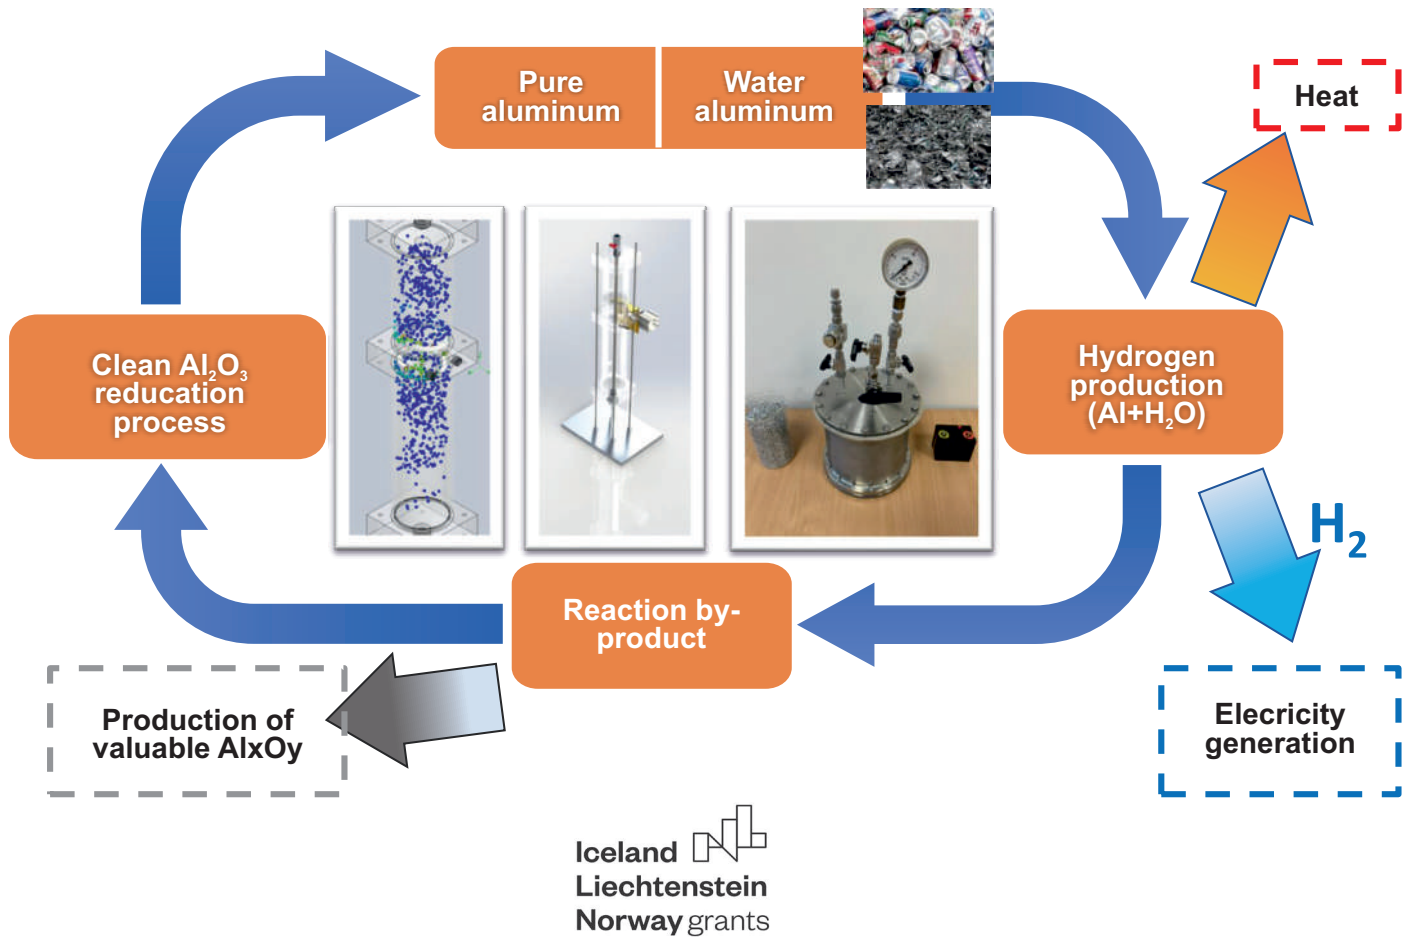 Pure
aluminum
Water
aluminum
Heat
Clean Al₂O₃
reducation
process
Hydrogen
production
(Al+H₂O)
H₂
Reaction by-
product
Production of
valuable AlxOy
Elecricity
generation
Iceland
Liechtenstein
Norway grants